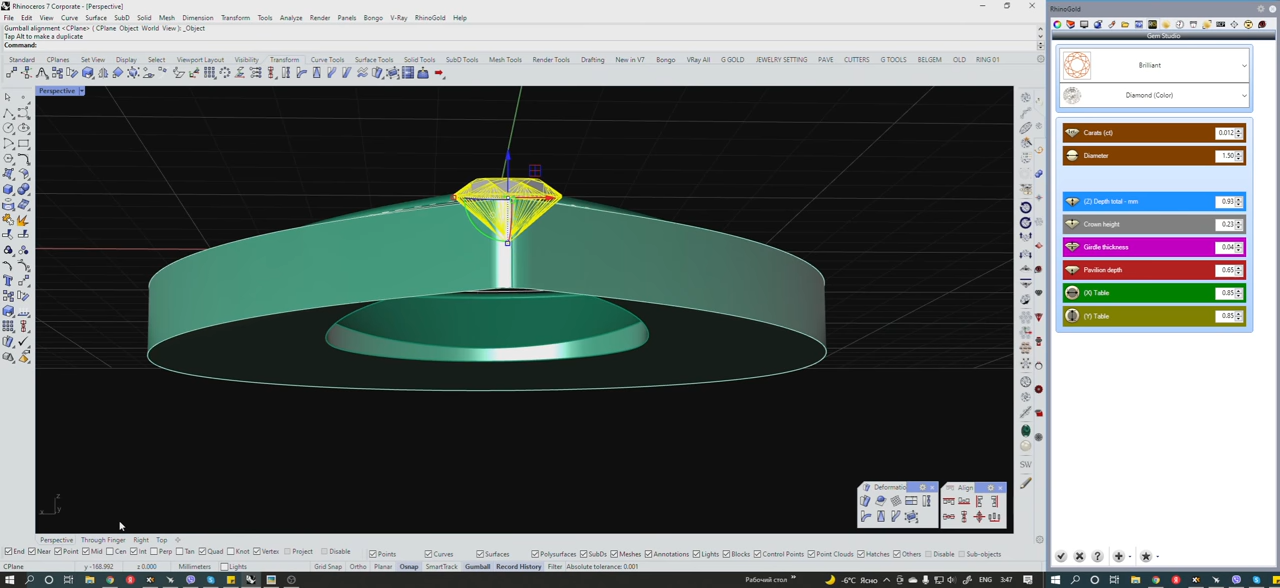 Rhinoceros 7 Corporate - [Perspective]
File Edit View Curve Surface SubD Solid Mesh Dimension Transform Tools Analyze Render Panels Bongo V-Ray RhinoGold Help
Gumball alignment <CPlane> ( CPlane Object World View ): _Object
Tap Alt to make a duplicate
Command:
Standard CPlanes Set View Display Select Viewport Layout Visibility Transform Curve Tools Surface Tools Solid Tools SubD Tools Mesh Tools Render Tools Drafting New in V7 Bongo VRay All G GOLD JEWELRY SETTING PAVE CUTTERS G TOOLS BELGEM OLD RING 01
Perspective
z
x y
Deformatio
Align
SW
Perspective Through Finger Right Top
End Near Point Mid Cen Int Perp Tan Quad Knot Vertex Project Disable Points Curves Surfaces Polysurfaces SubDs Meshes Annotations Lights Blocks Control Points Point Clouds Hatches Others Disable Sub-objects
CPlane y -168.992 z 0.000 Millimeters Lights Grid Snap Ortho Planar Osnap SmartTrack Gumball Record History Filter Absolute tolerance: 0.001
Рабочий стол » -6°C Ясно ENG 3:47
RhinoGold
Gem Studio
Brilliant
Diamond (Color)
Carats (ct) 0.012
Diameter 1.50
(Z) Depth total - mm 0.93
Crown height 0.23
Girdle thickness 0.04
Pavilion depth 0.65
(X) Table 0.85
(Y) Table 0.85